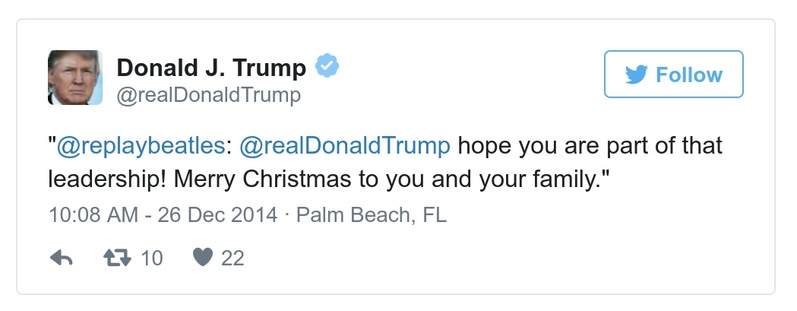 Donald J. Trump
Follow
@realDonaldTrump
"@replaybeatles: @realDonaldTrump hope you are part of that
leadership! Merry Christmas to you and your family."
10:08 AM - 26 Dec 2014 · Palm Beach, FL
10 22